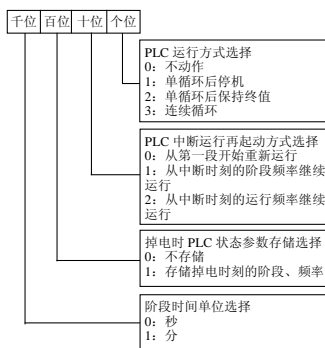 千位 百位 十位 个位
PLC 运行方式选择
0：不动作
1：单循环后停机
2：单循环后保持终值
3：连续循环
PLC 中断运行再起动方式选择
0：从第一段开始重新运行
1：从中断时刻的阶段频率继续
运行
2：从中断时刻的运行频率继续
运行
掉电时 PLC 状态参数存储选择
0：不存储
1：存储掉电时刻的阶段、频率
阶段时间单位选择
0：秒
1：分